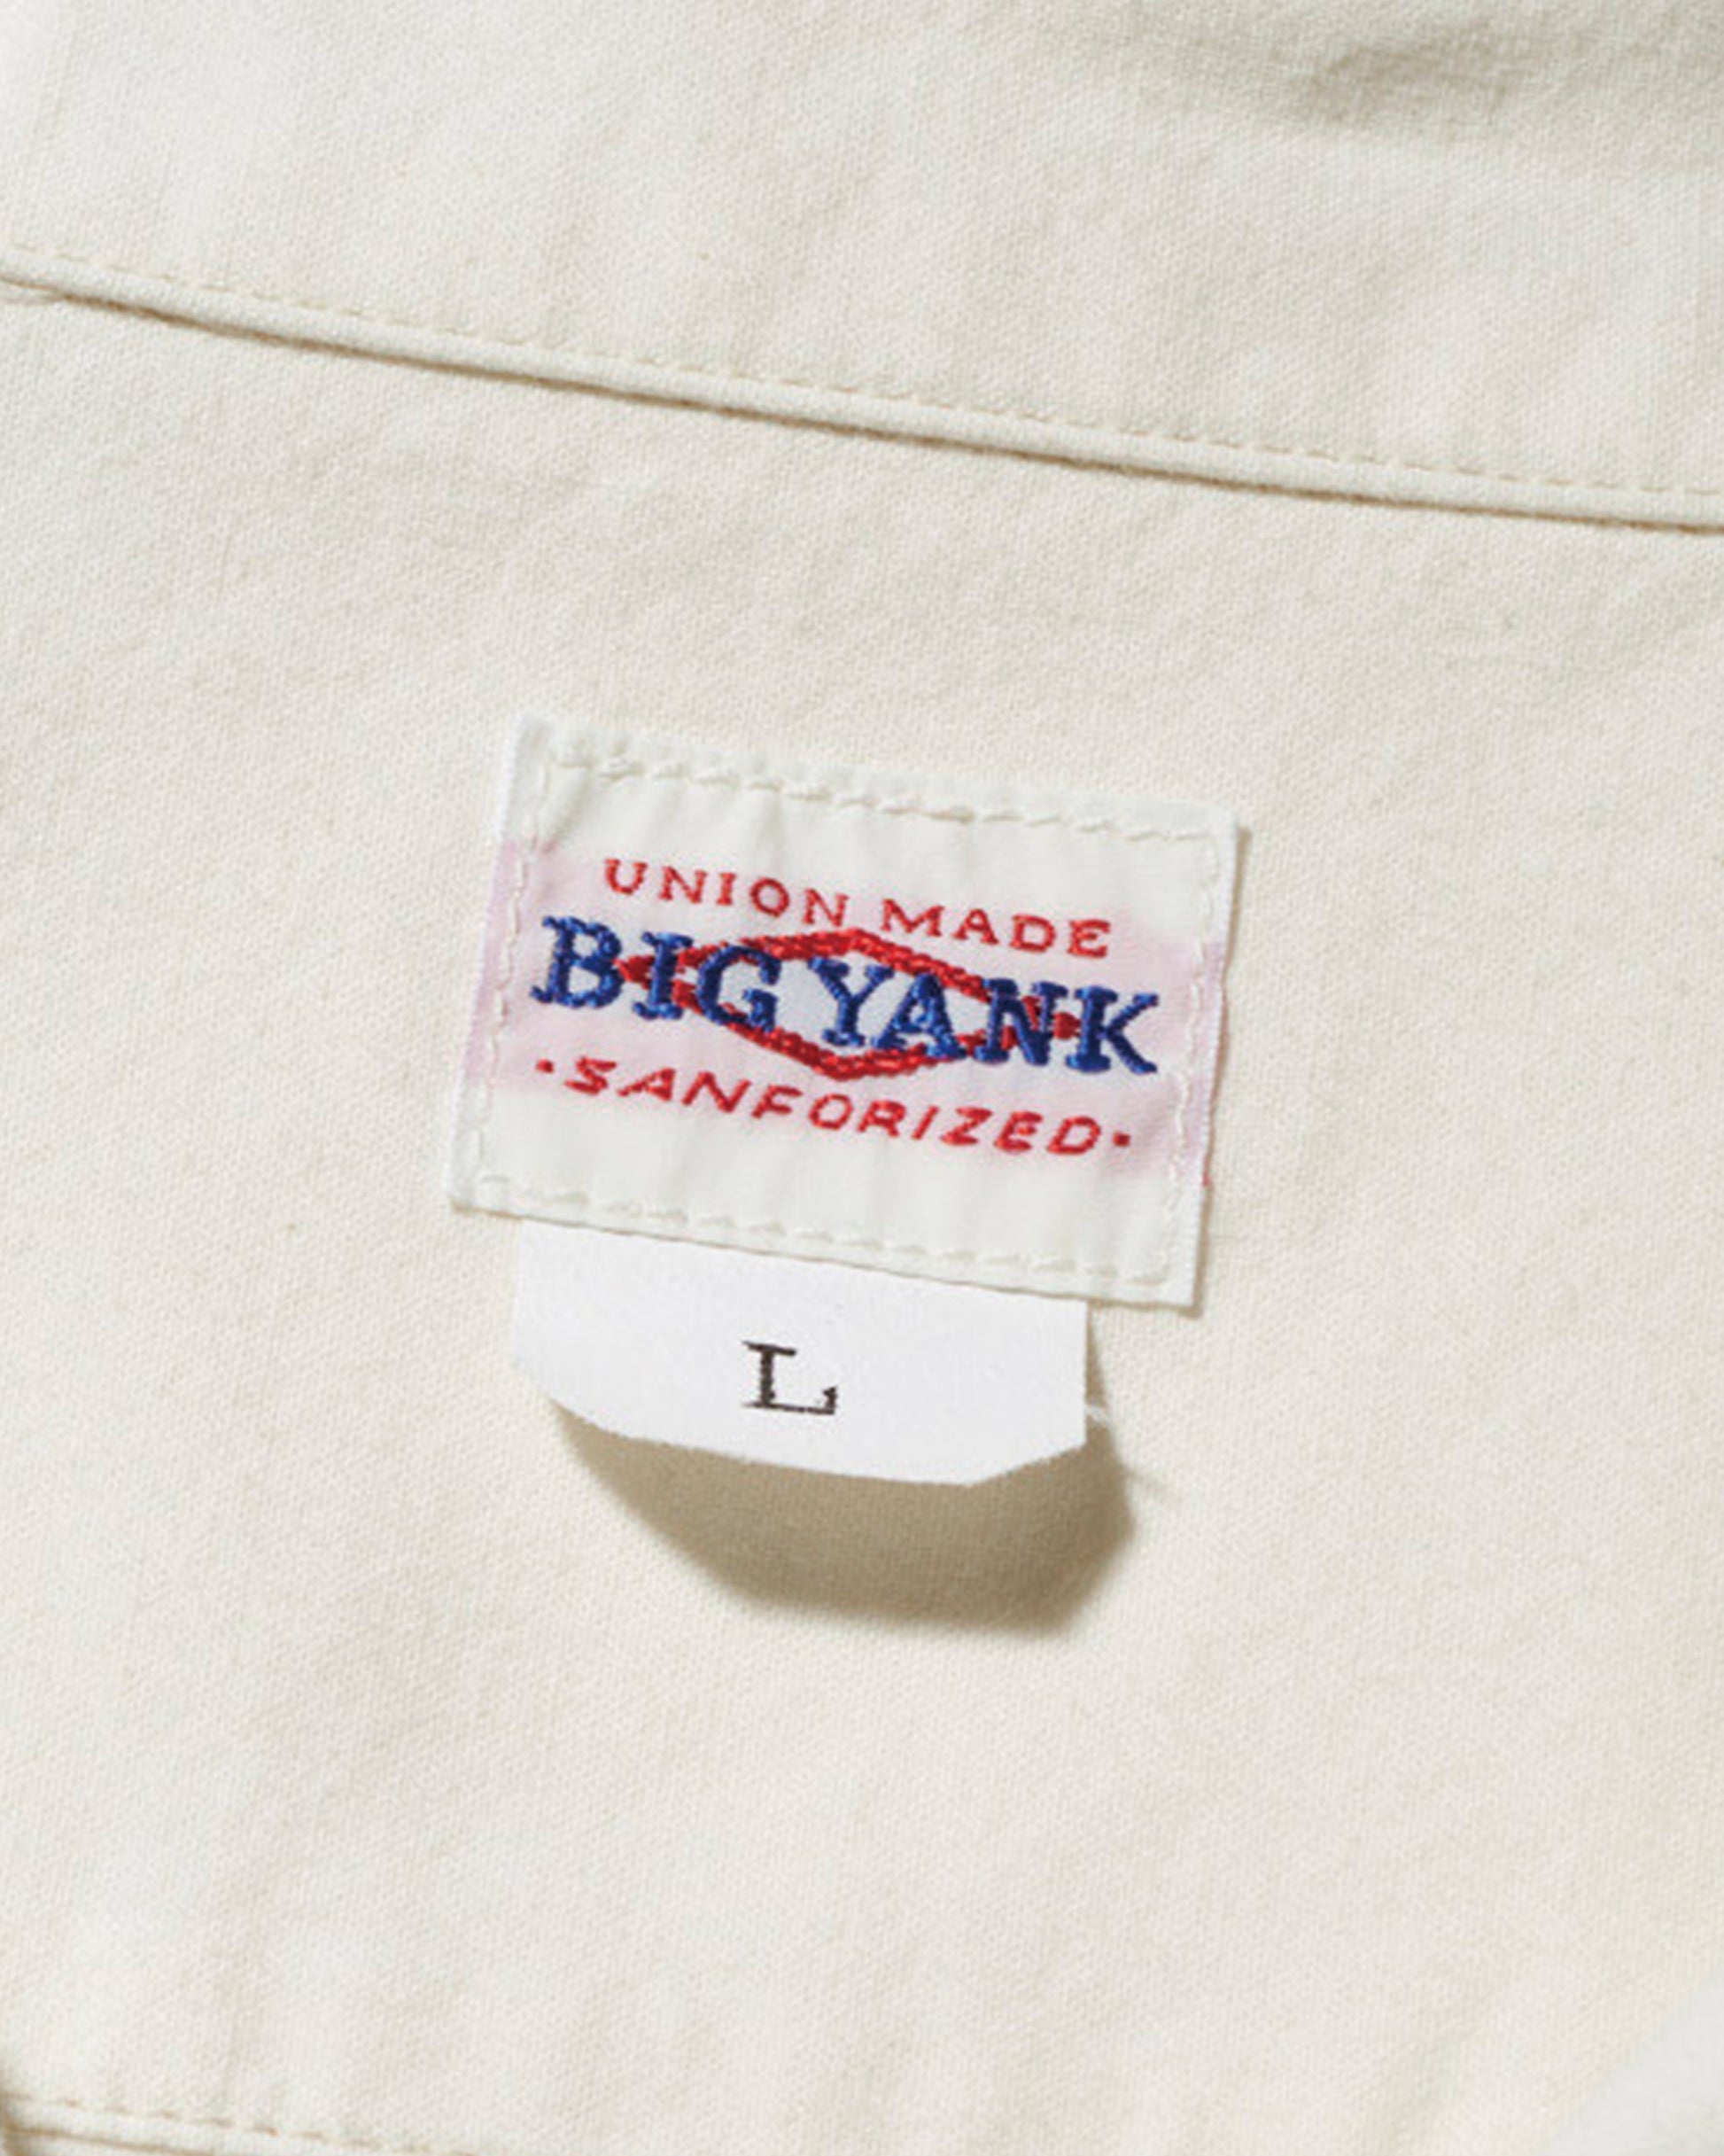 UNION MADE
BIG YANK
·SANFORIZED·
L